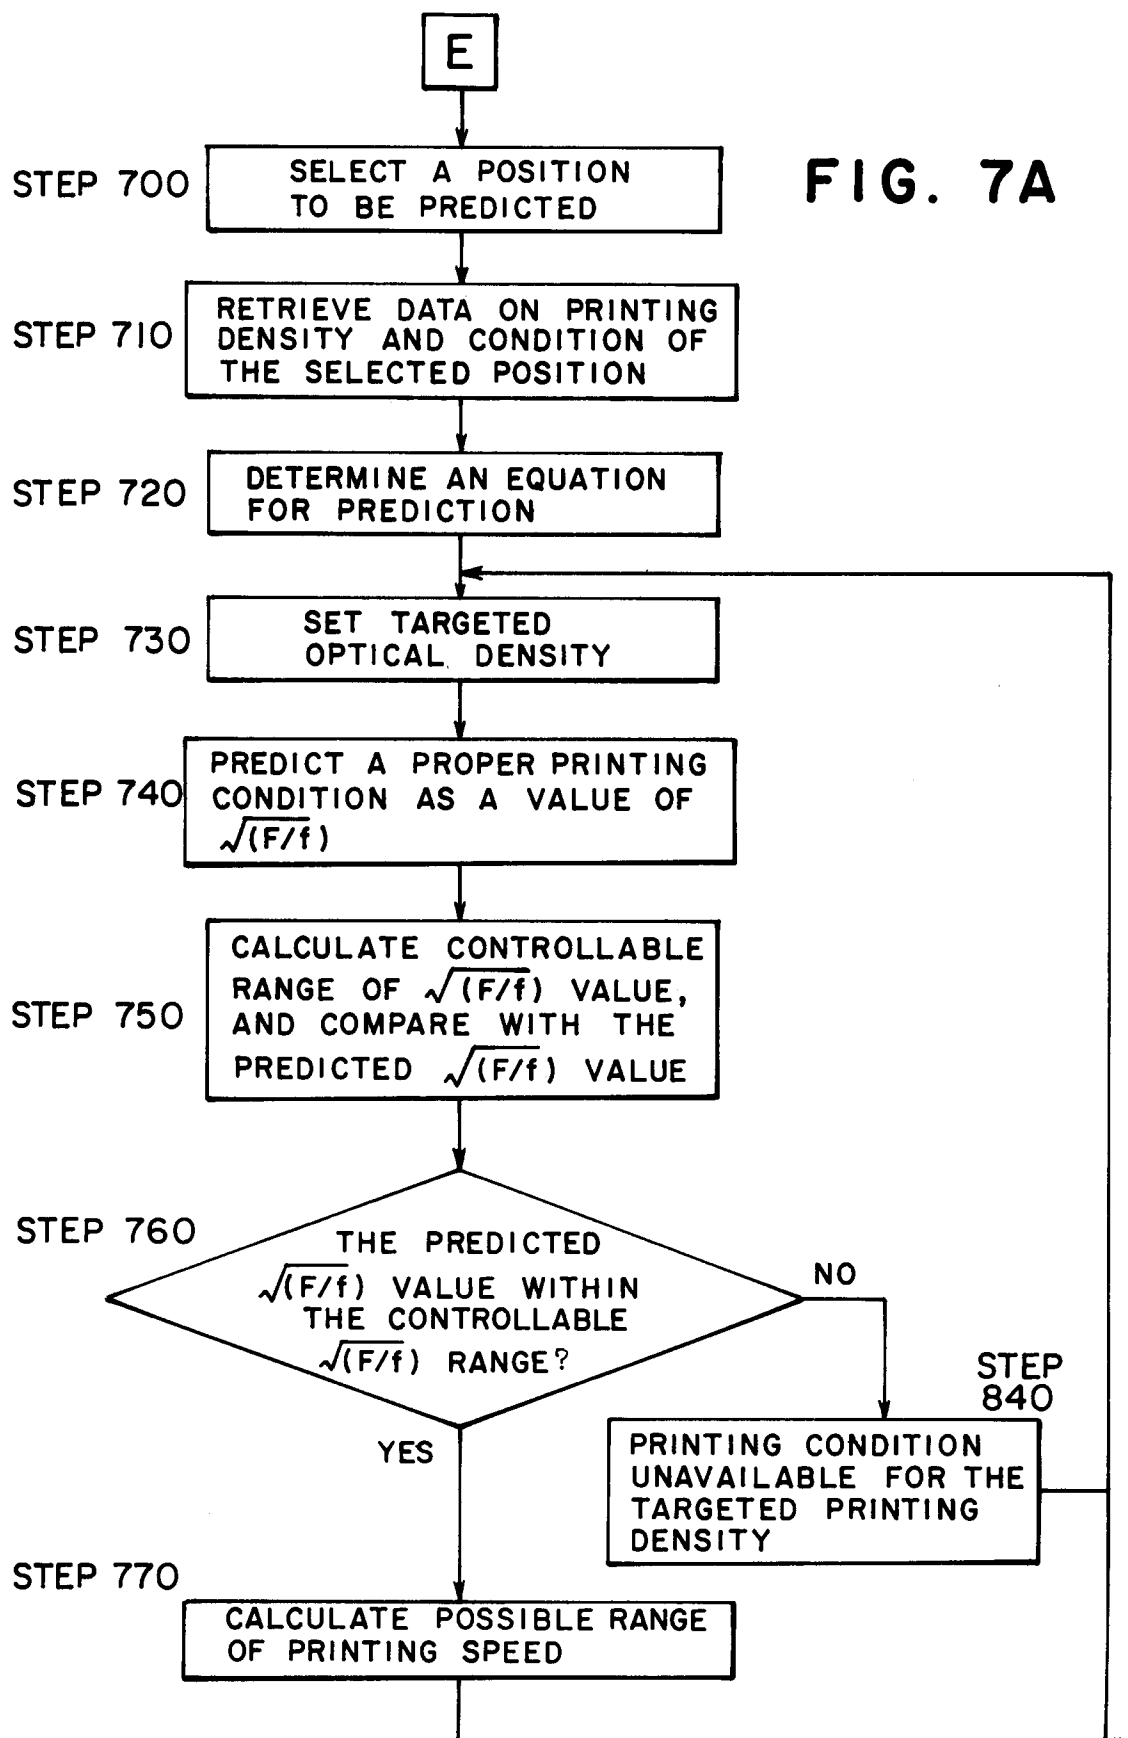 E
FIG. 7A
STEP 700
SELECT A POSITION
TO BE PREDICTED
STEP 710
RETRIEVE DATA ON PRINTING
DENSITY AND CONDITION OF
THE SELECTED POSITION
STEP 720
DETERMINE AN EQUATION
FOR PREDICTION
STEP 730
SET TARGETED
OPTICAL DENSITY
STEP 740
PREDICT A PROPER PRINTING
CONDITION AS A VALUE OF
√(F/f)
STEP 750
CALCULATE CONTROLLABLE
RANGE OF √(F/f) VALUE,
AND COMPARE WITH THE
PREDICTED √(F/f) VALUE
STEP 760
THE PREDICTED
√(F/f) VALUE WITHIN
THE CONTROLLABLE
√(F/f) RANGE?
NO
YES
STEP
840
PRINTING CONDITION
UNAVAILABLE FOR THE
TARGETED PRINTING
DENSITY
STEP 770
CALCULATE POSSIBLE RANGE
OF PRINTING SPEED